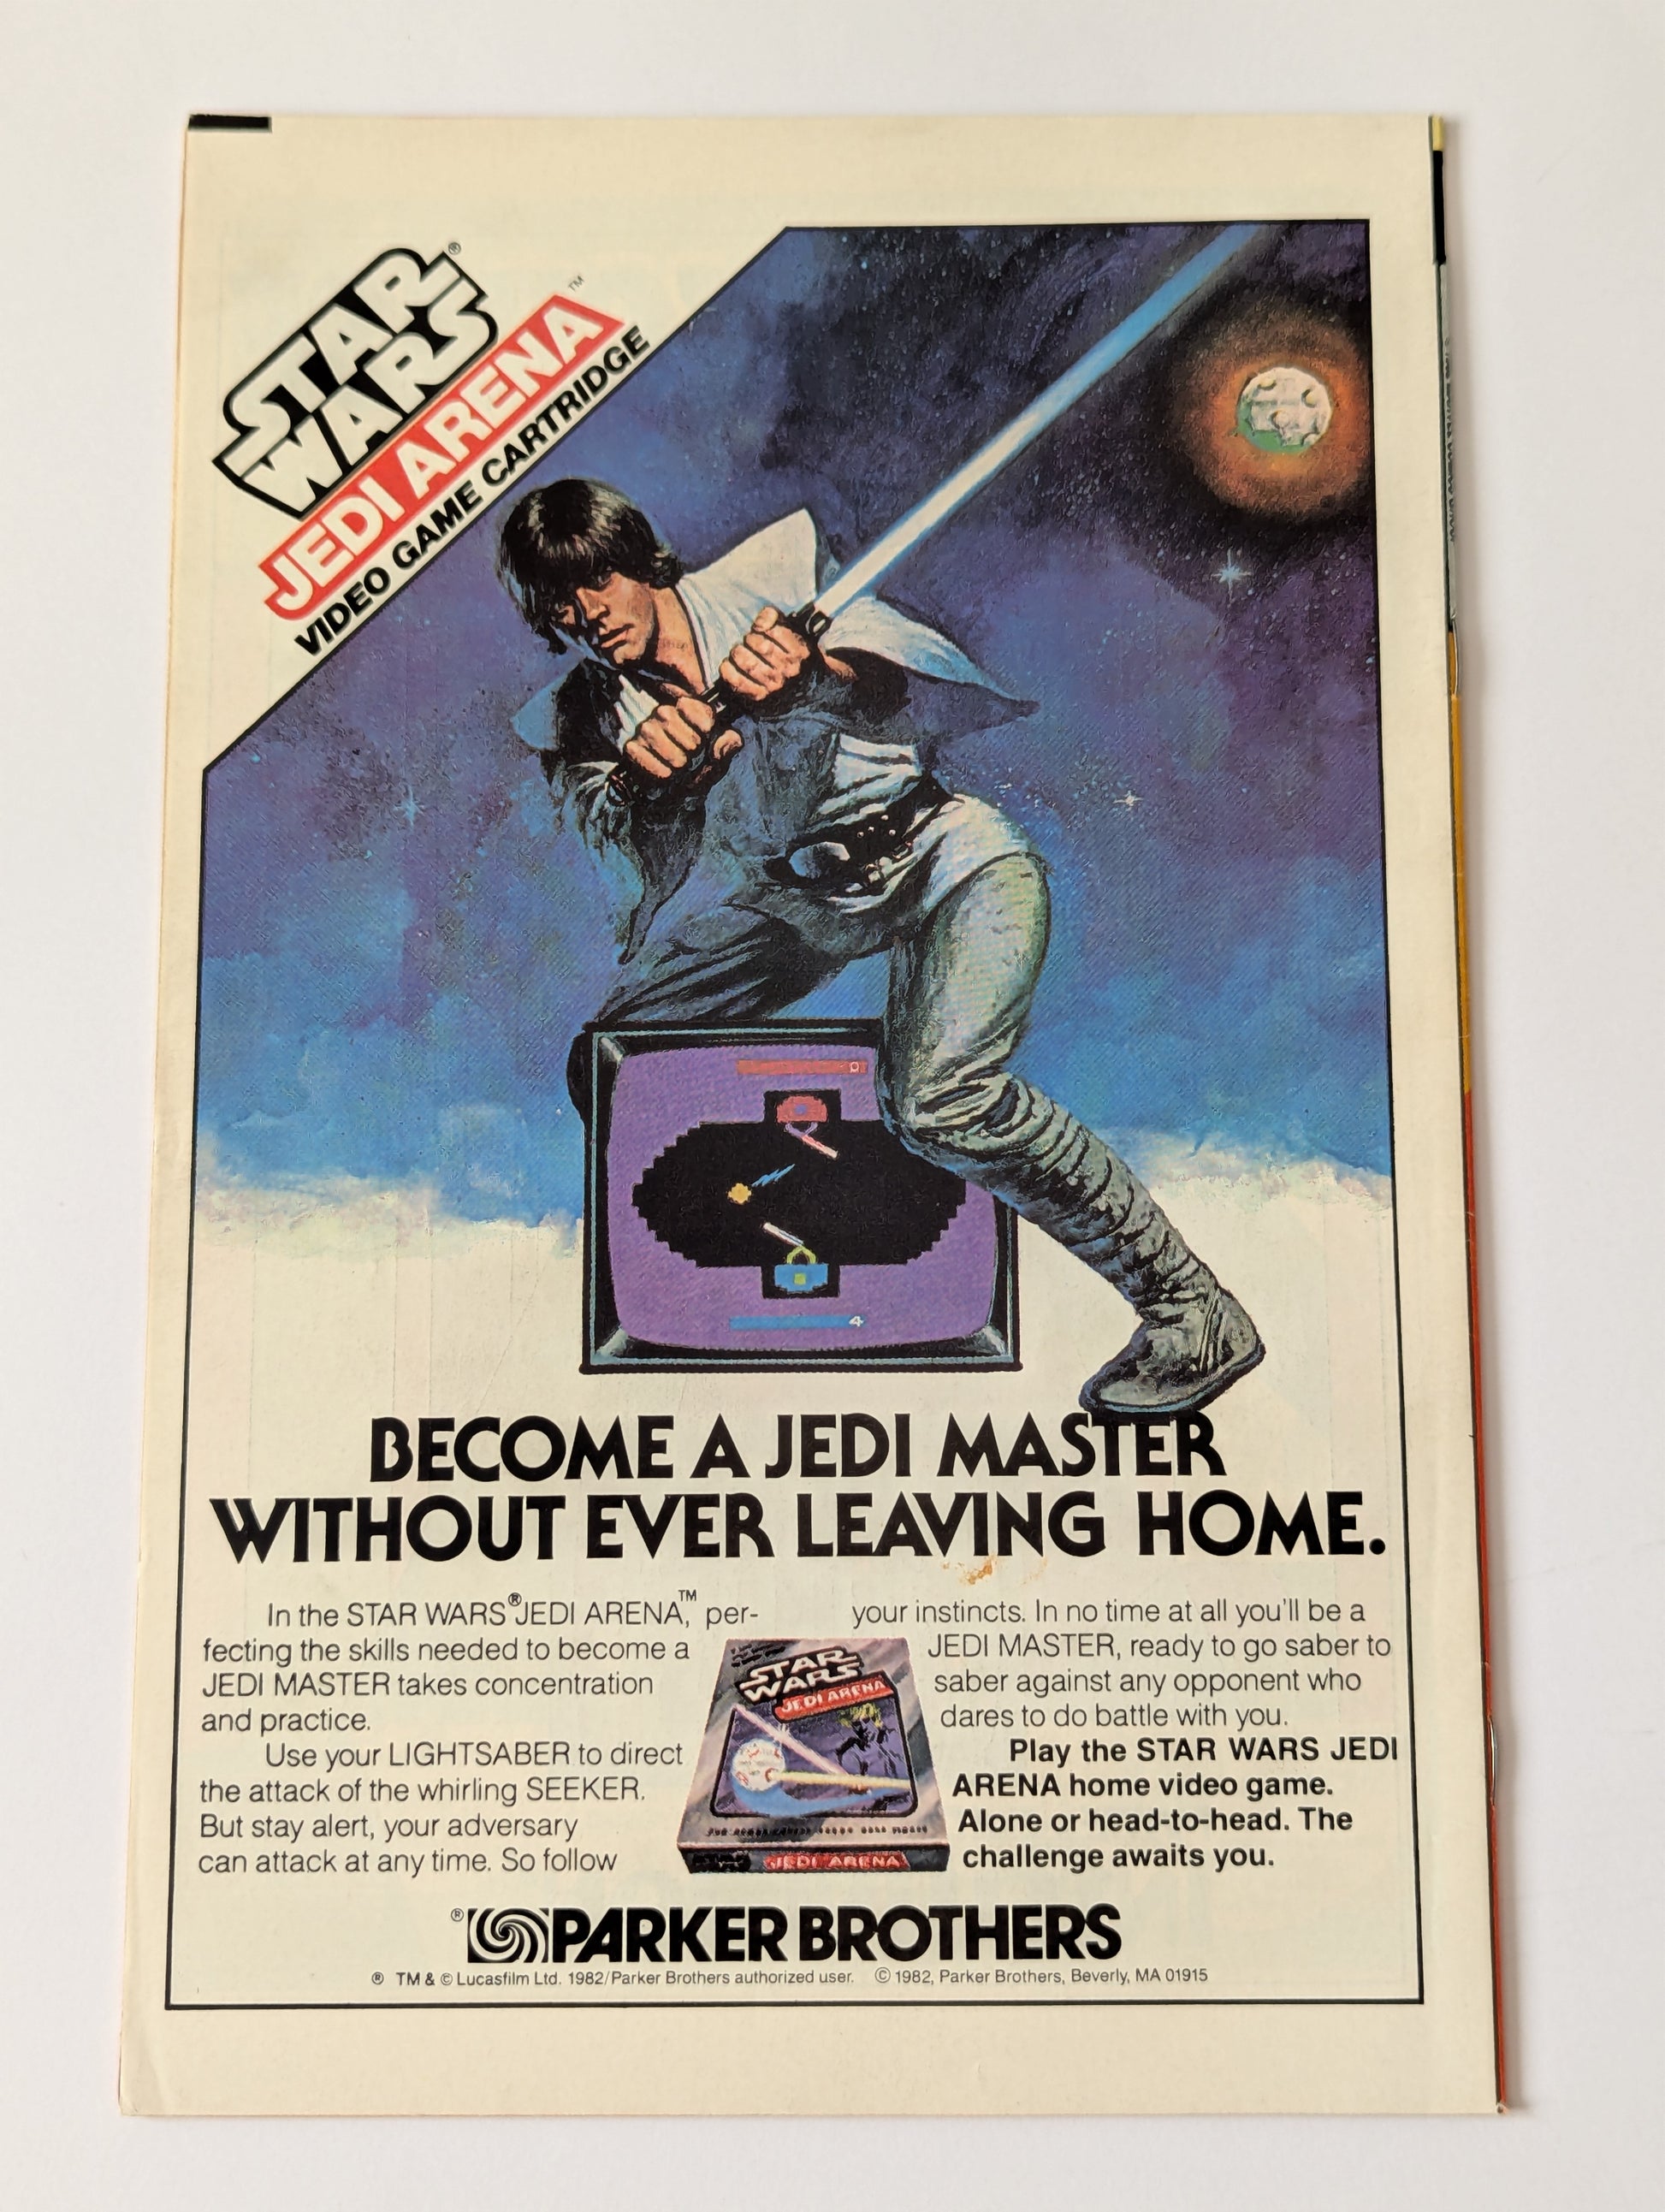 STAR®
WARS
JEDI ARENA™
VIDEO GAME CARTRIDGE
0
4
BECOME A JEDI MASTER
WITHOUT EVER LEAVING HOME.
In the STAR WARS® JEDI ARENA,™ per-
fecting the skills needed to become a
JEDI MASTER takes concentration
and practice.
Use your LIGHTSABER to direct
the attack of the whirling SEEKER.
But stay alert, your adversary
can attack at any time. So follow
your instincts. In no time at all you'll be a
JEDI MASTER, ready to go saber to
saber against any opponent who
dares to do battle with you.
Play the STAR WARS JEDI
ARENA home video game.
Alone or head-to-head. The
challenge awaits you.
STAR
WARS
JEDI ARENA
JEDI ARENA
® PARKER BROTHERS
® TM & © Lucasfilm Ltd. 1982/Parker Brothers authorized user. © 1982, Parker Brothers, Beverly, MA 01915